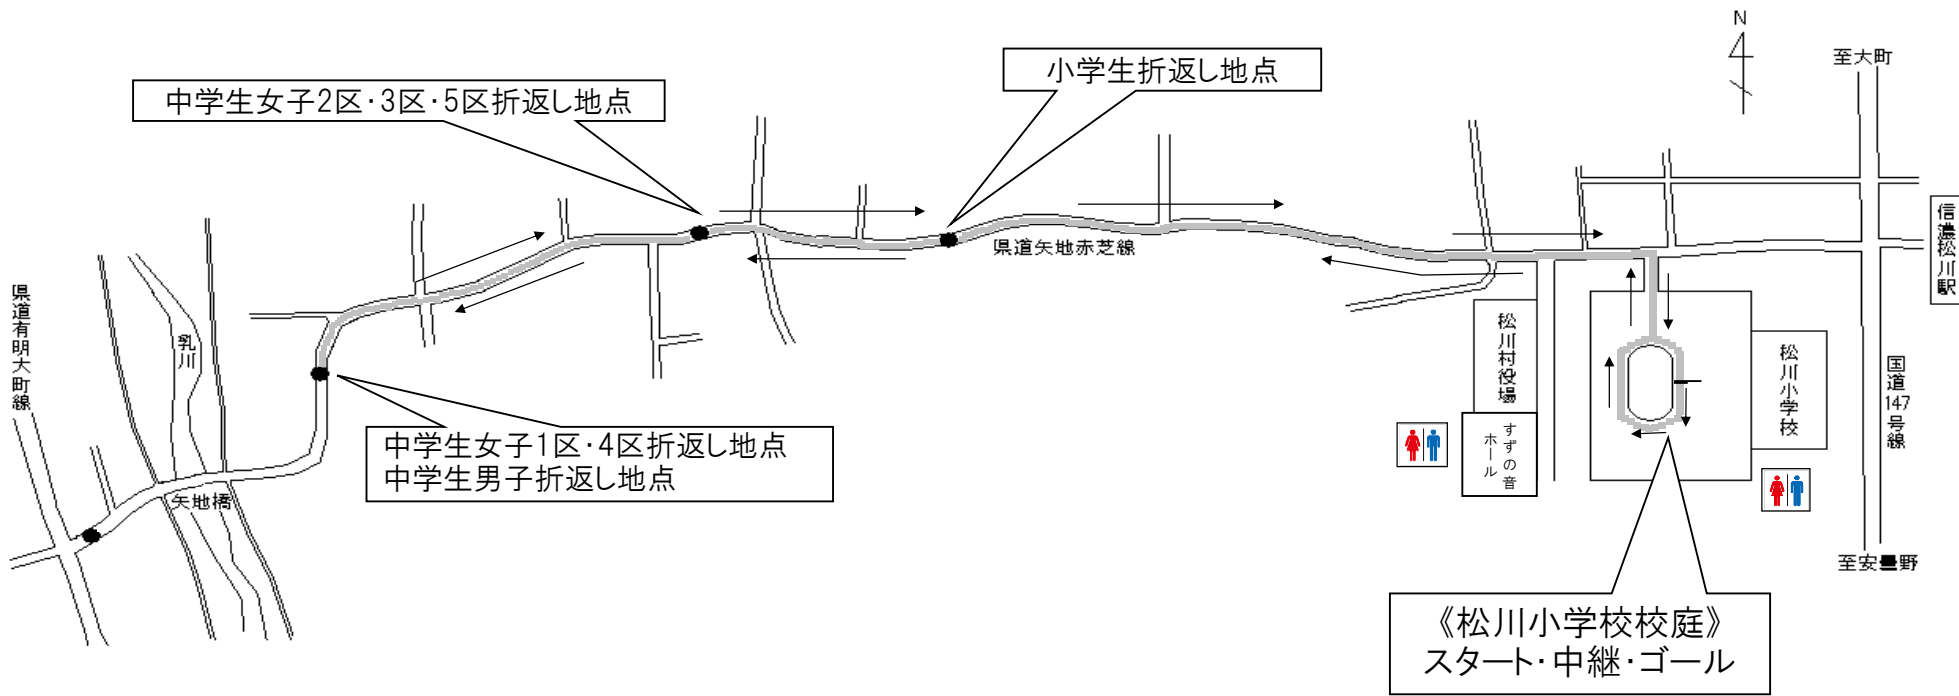 N
至大町
小学生折返し地点
中学生女子2区・3区・5区折返し地点
信濃松川駅
県道矢地赤芝線
県道有明大町線
乳川
松川村役場
松川小学校
国道147号線
中学生女子1区・4区折返し地点
中学生男子折返し地点
すずの音
ホール
矢地橋
至安曇野
《松川小学校校庭》
スタート・中継・ゴール